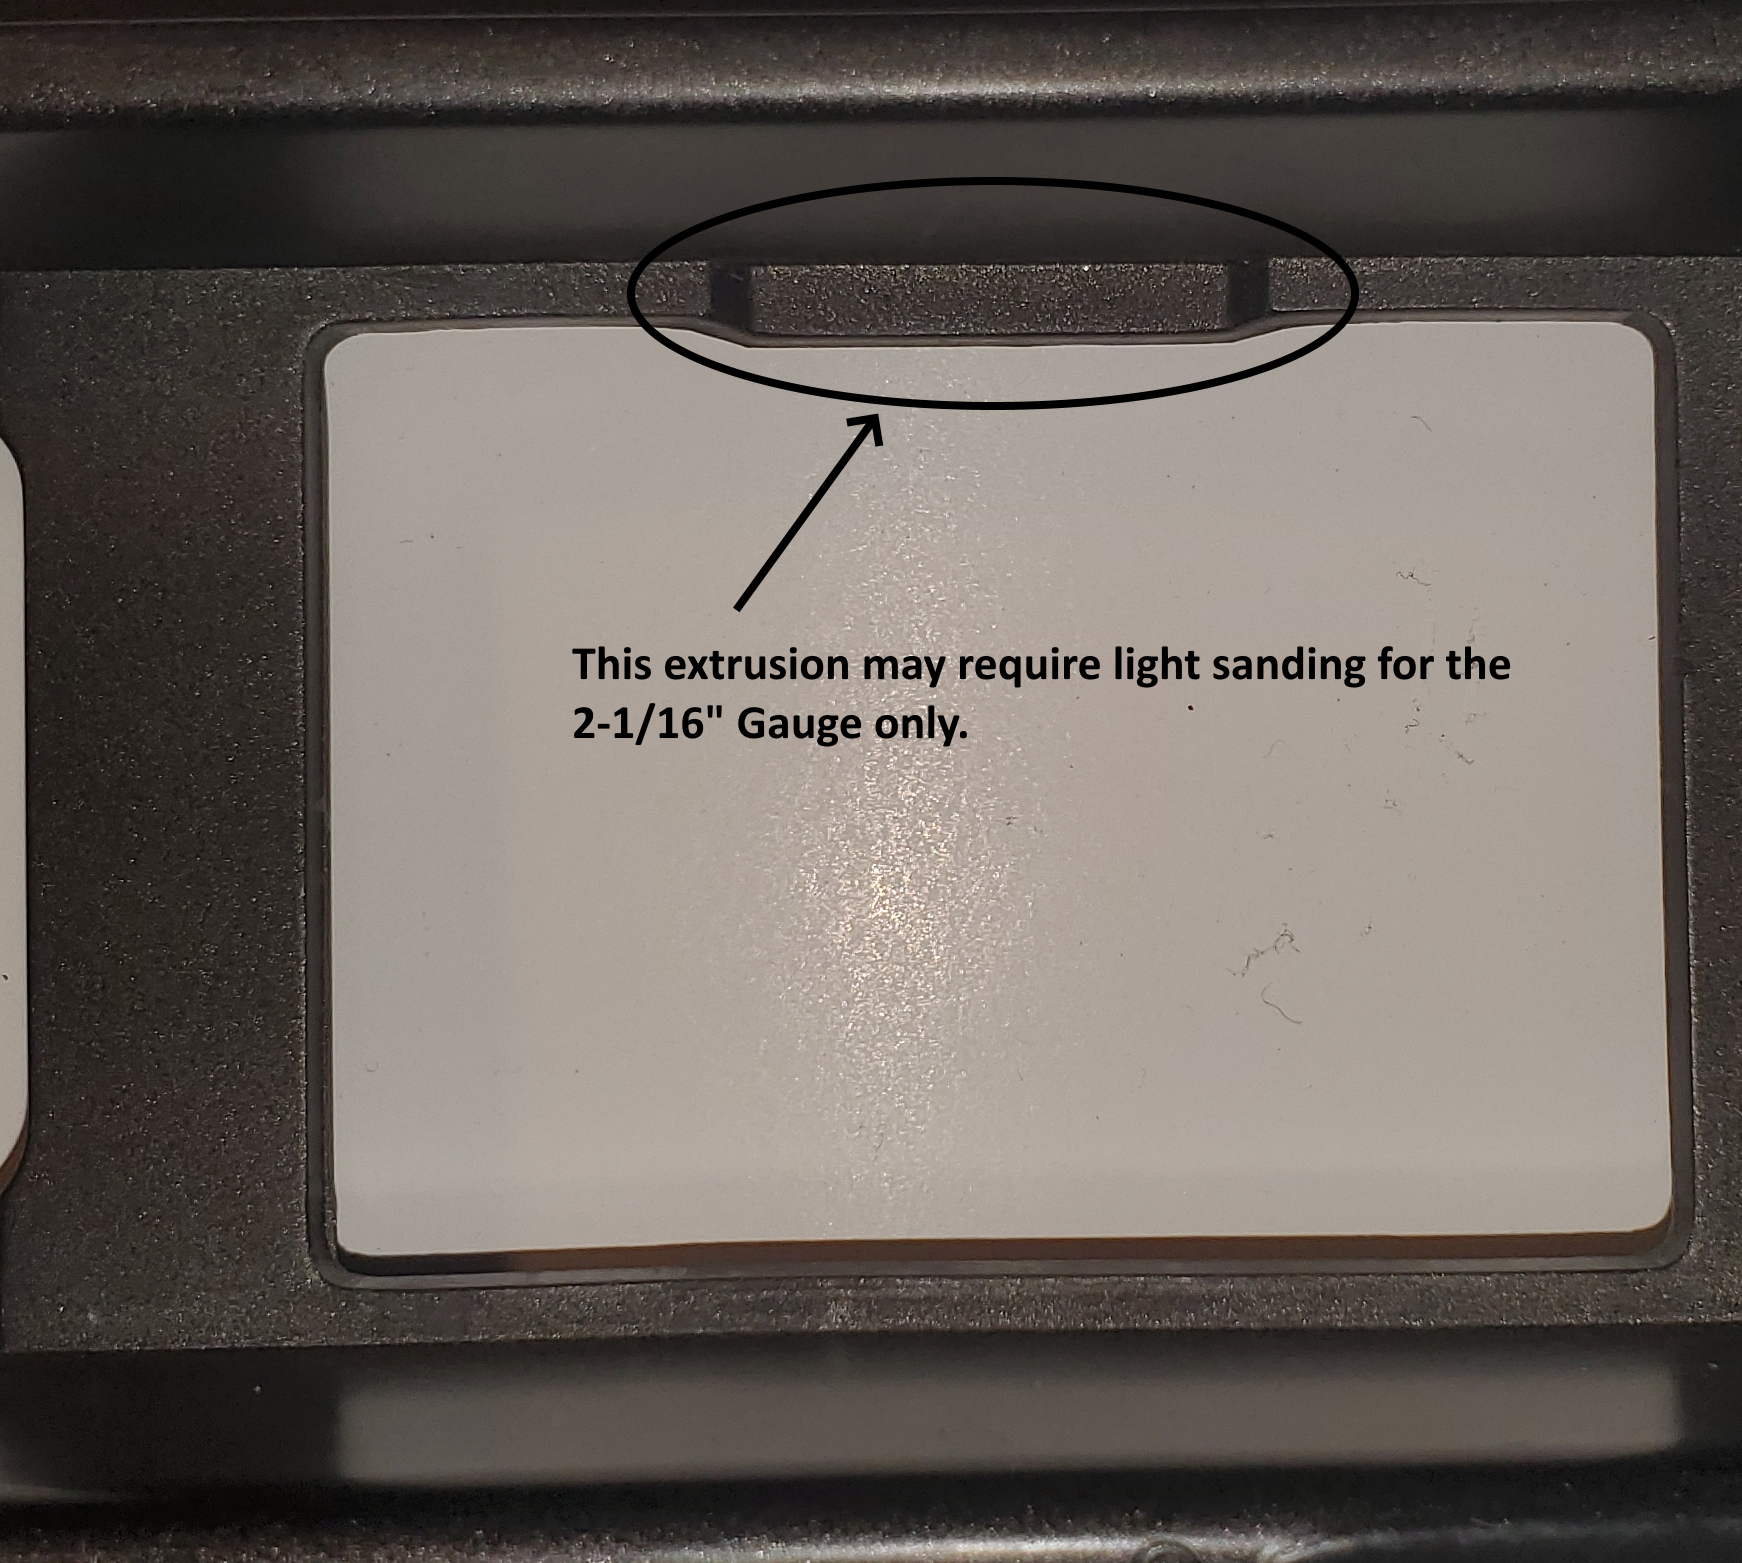 This extrusion may require light sanding for the
2-1/16" Gauge only.